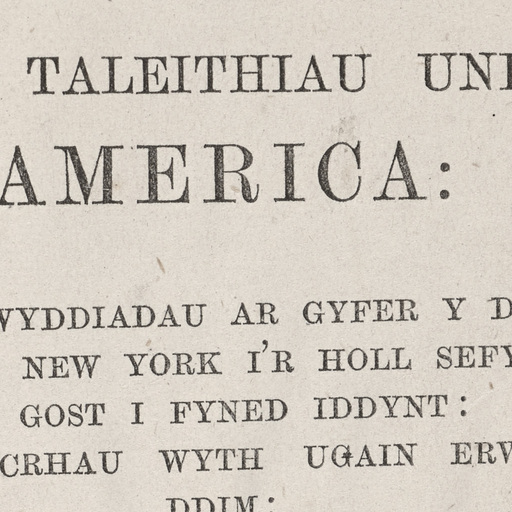 TALEITHIAU UNI
AMERICA:
WYDDIADAU AR GYFER Y D
NEW YORK I'R HOLL SEFY
GOST I FYNED IDDYNT:
CRHAU WYTH UGAIN ERW
DDIM: